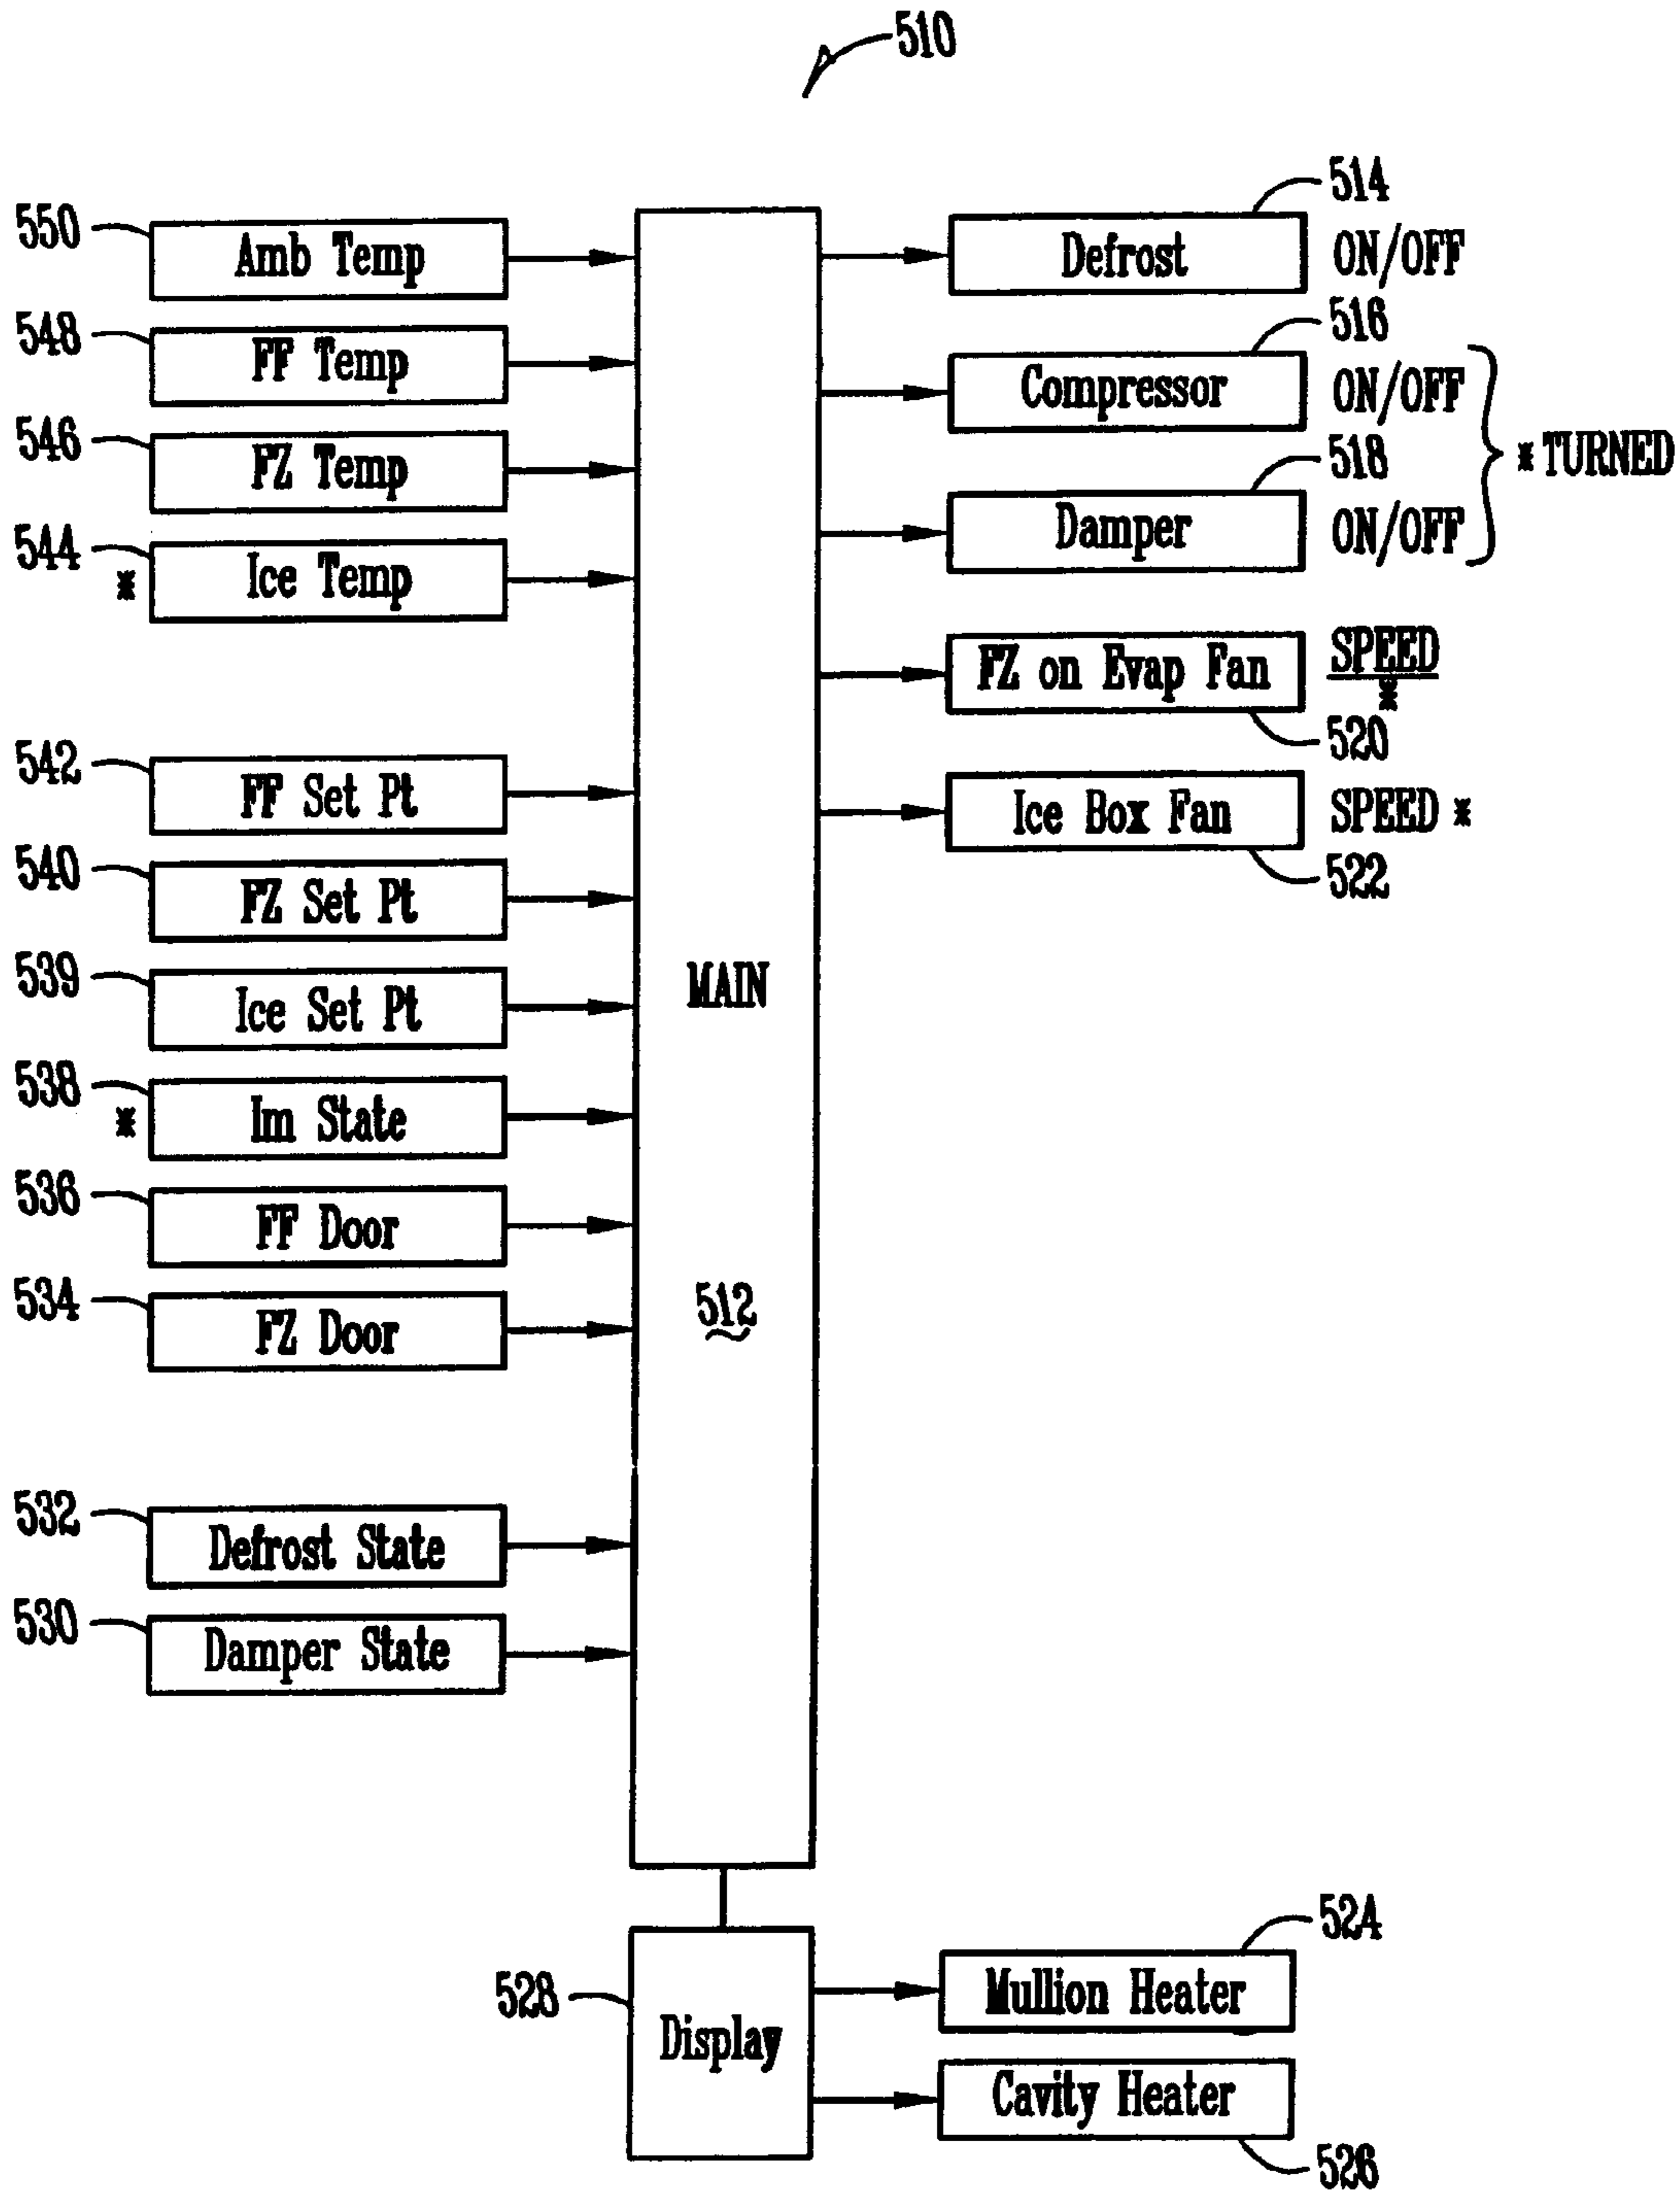 510
550
Amb Temp
548
FF Temp
546
FZ Temp
544
* Ice Temp
542
FF Set Pt
540
FZ Set Pt
539
Ice Set Pt
538
* Im State
536
FF Door
534
FZ Door
532
Defrost State
530
Damper State
MAIN
512
514
Defrost ON/OFF
516
Compressor ON/OFF
518
Damper ON/OFF
* TURNED
FZ on Evap Fan SPEED
*
520
Ice Box Fan SPEED *
522
528
Display
524
Mullion Heater
Cavity Heater
526